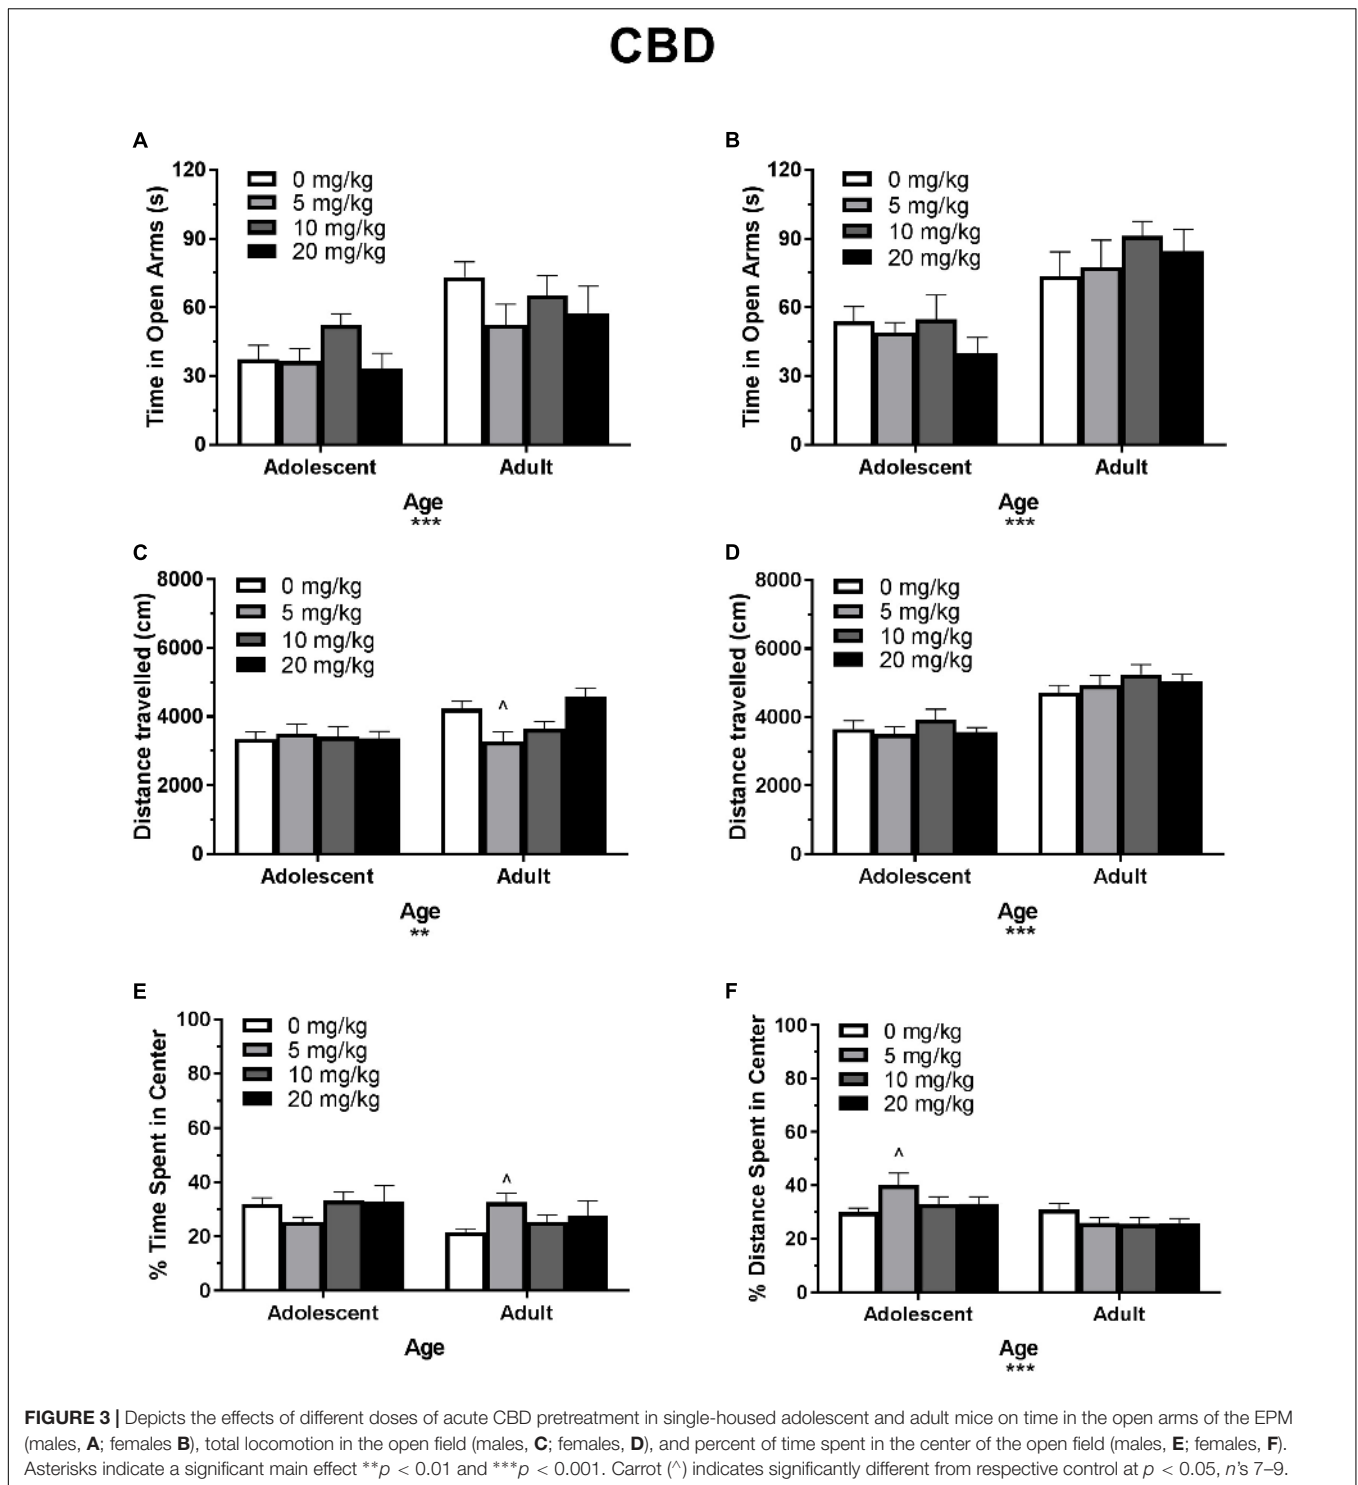 CBD
A
120
90
60
30
0
Time in Open Arms (s)
0 mg/kg
5 mg/kg
10 mg/kg
20 mg/kg
Adolescent
Adult
Age
***
B
120
90
60
30
0
Time in Open Arms (s)
0 mg/kg
5 mg/kg
10 mg/kg
20 mg/kg
Adolescent
Adult
Age
***
C
8000
6000
4000
2000
0
Distance travelled (cm)
0 mg/kg
5 mg/kg
10 mg/kg
20 mg/kg
^
Adolescent
Adult
Age
**
D
8000
6000
4000
2000
0
Distance travelled (cm)
0 mg/kg
5 mg/kg
10 mg/kg
20 mg/kg
Adolescent
Adult
Age
***
E
100
80
60
40
20
0
% Time Spent in Center
0 mg/kg
5 mg/kg
10 mg/kg
20 mg/kg
^
Adolescent
Adult
Age
F
100
80
60
40
20
0
% Distance Spent in Center
0 mg/kg
5 mg/kg
10 mg/kg
20 mg/kg
^
Adolescent
Adult
Age
***
FIGURE 3 | Depicts the effects of different doses of acute CBD pretreatment in single-housed adolescent and adult mice on time in the open arms of the EPM
(males, A; females B), total locomotion in the open field (males, C; females, D), and percent of time spent in the center of the open field (males, E; females, F).
Asterisks indicate a significant main effect **p < 0.01 and ***p < 0.001. Carrot (^) indicates significantly different from respective control at p < 0.05, n's 7–9.